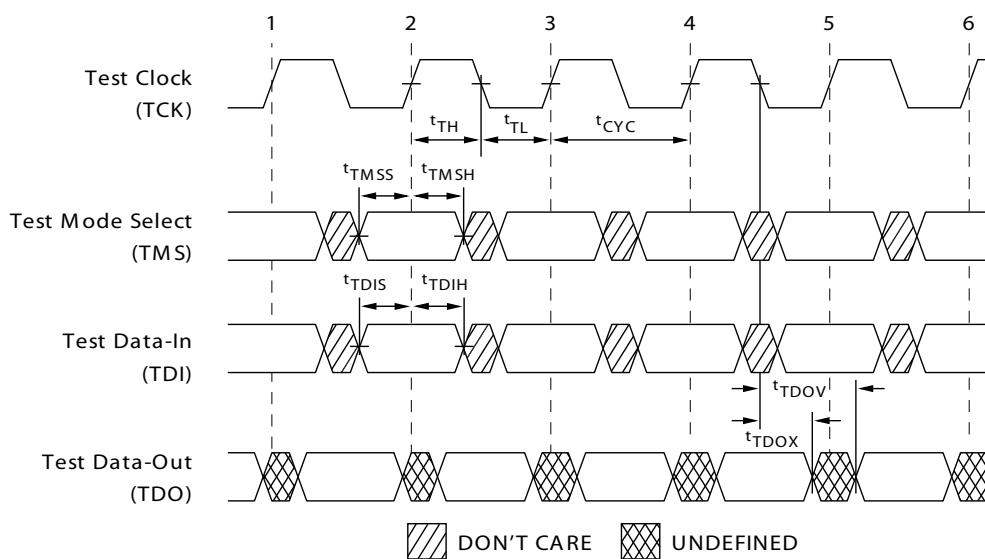 1 2 3 4 5 6
Test Clock
(TCK)
tTH tTL tCYC
tTMSS tTMSH
Test Mode Select
(TMS)
tTDIS tTDIH
Test Data-In
(TDI)
tTDOV
tTDOX
Test Data-Out
(TDO)
DON'T CARE UNDEFINED